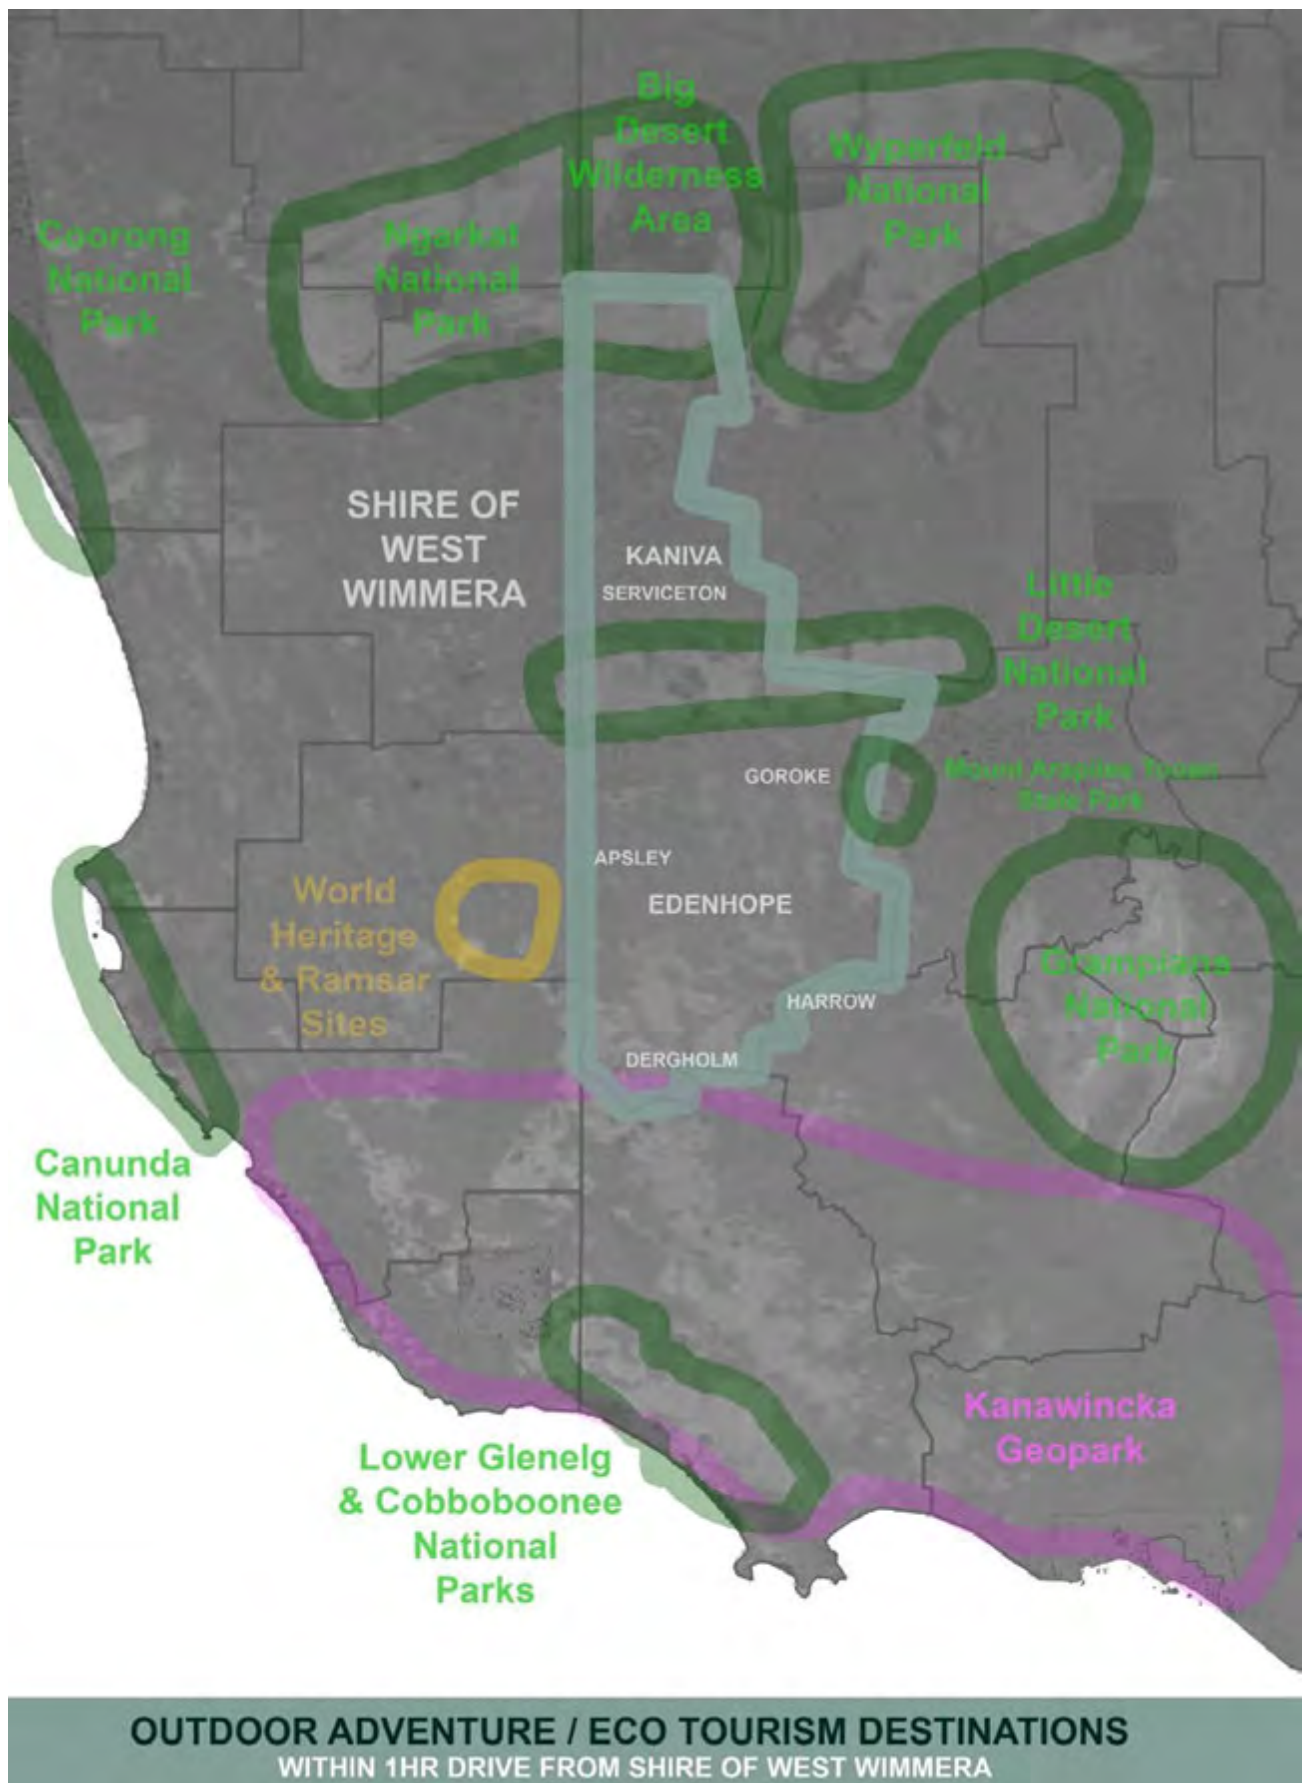 Big
Desert
Wilderness
Area
Wyperfeld
National
Park
Coorong
National
Park
Ngarkat
National
Park
SHIRE OF
WEST
WIMMERA
KANIVA
SERVICETON
Little
Desert
National
Park
GOROKE
Mount Arapiles Tooan
State Park
APSLEY
EDENHOPE
World
Heritage
& Ramsar
Sites
Grampians
National
Park
HARROW
DERGHOLM
Canunda
National
Park
Kanawincka
Geopark
Lower Glenelg
& Cobboboonee
National
Parks
OUTDOOR ADVENTURE / ECO TOURISM DESTINATIONS
WITHIN 1HR DRIVE FROM SHIRE OF WEST WIMMERA